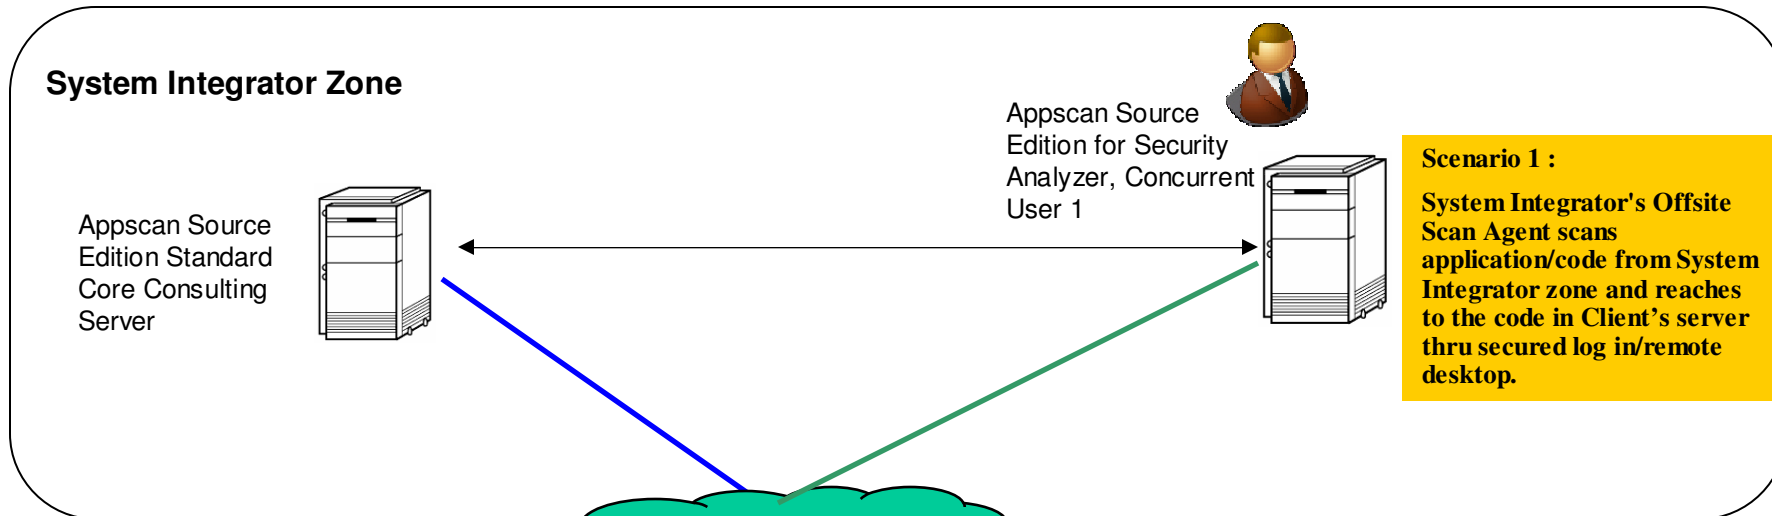 System Integrator Zone
Appscan Source
Edition for Security
Analyzer, Concurrent
User 1
Appscan Source
Edition Standard
Core Consulting
Server
Scenario 1 :
System Integrator's Offsite
Scan Agent scans
application/code from System
Integrator zone and reaches
to the code in Client’s server
thru secured log in/remote
desktop.